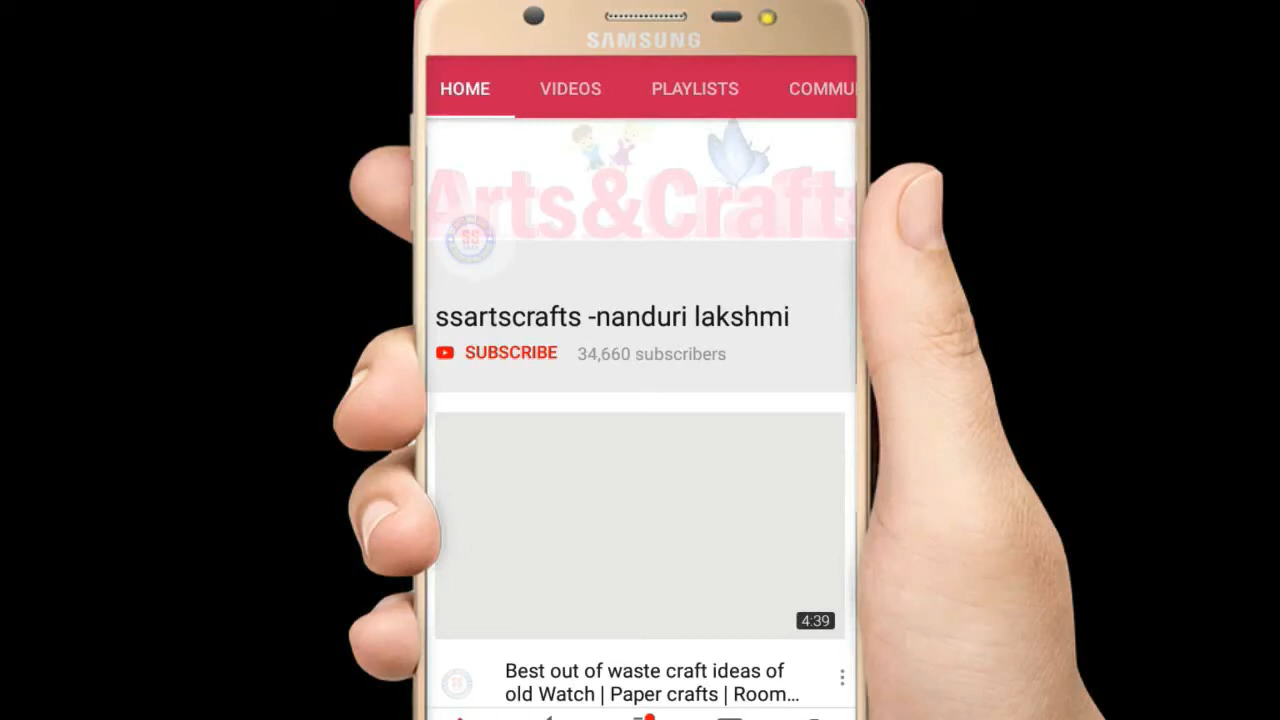 SAMSUNG
HOME VIDEOS PLAYLISTS COMMU
Arts&Crafts
SS
ssartscrafts -nanduri lakshmi
SUBSCRIBE 34,660 subscribers
4:39
Best out of waste craft ideas of
old Watch | Paper crafts | Room...